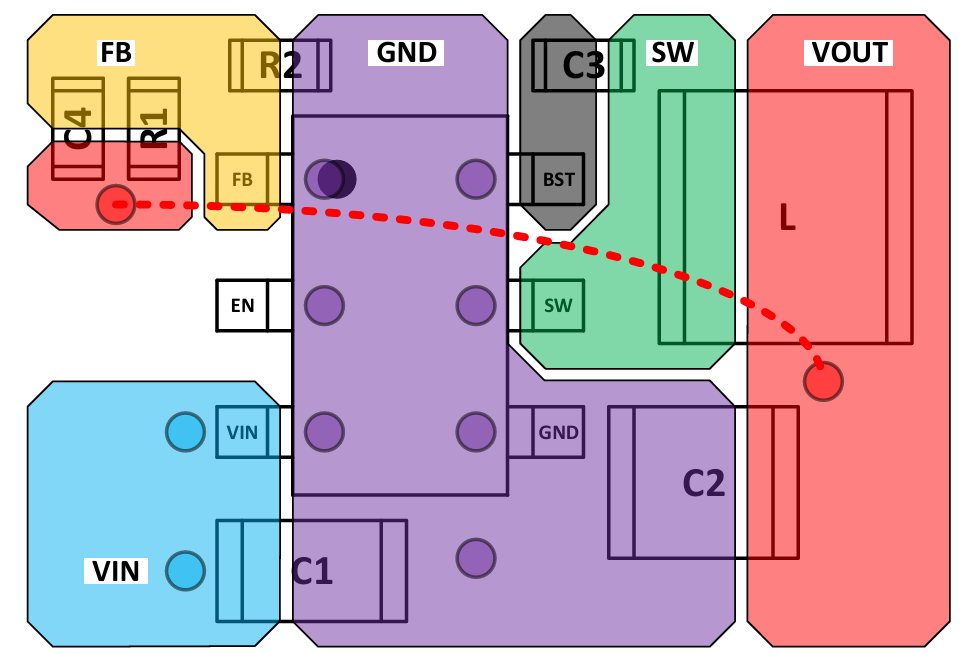 FB
R2
GND
C3
SW
VOUT
C4
R1
FB
BST
L
EN
SW
VIN
GND
C2
VIN
C1